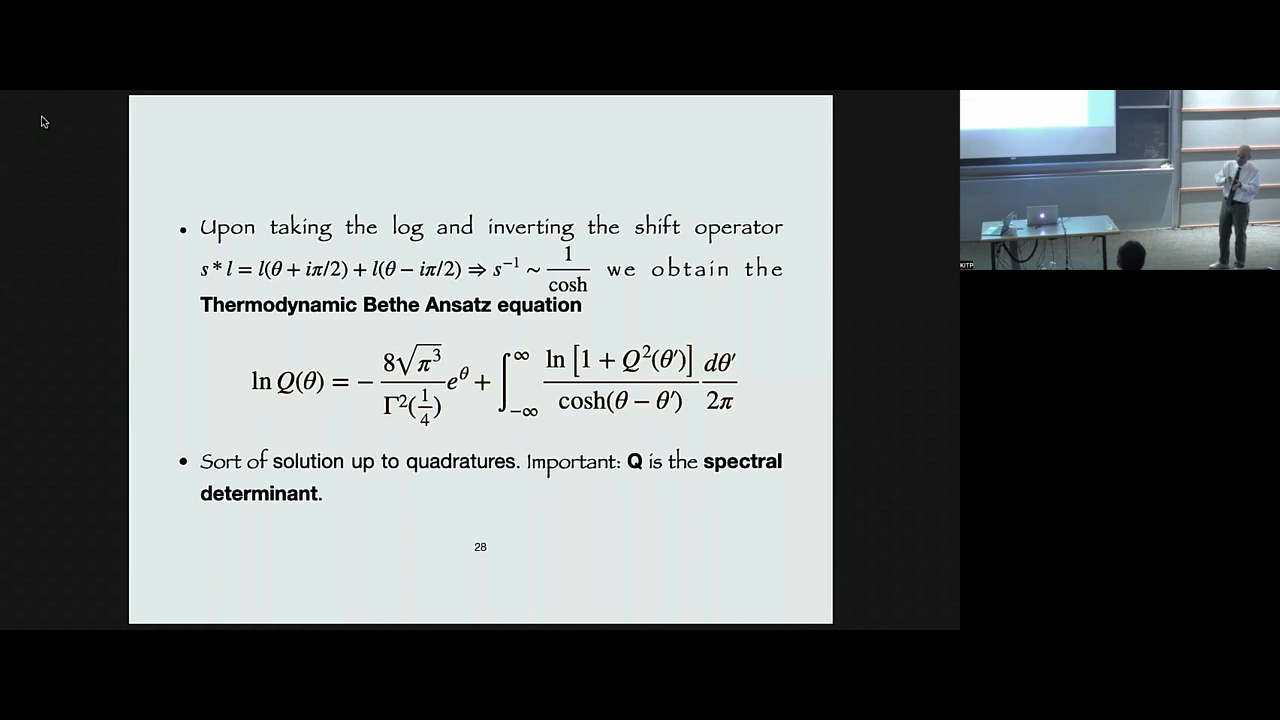 • Upon taking the log and inverting the shift operator
s * l = l(θ + iπ/2) + l(θ − iπ/2) ⇒ s⁻¹ ~ 1/cosh we obtain the
Thermodynamic Bethe Ansatz equation
ln Q(θ) = − 8√π³/Γ²(1/4) e^θ + ∫_{−∞}^{∞} ln [1 + Q²(θ′)]/cosh(θ − θ′) dθ′/2π
• Sort of solution up to quadratures. Important: Q is the spectral
determinant.
28
KITP